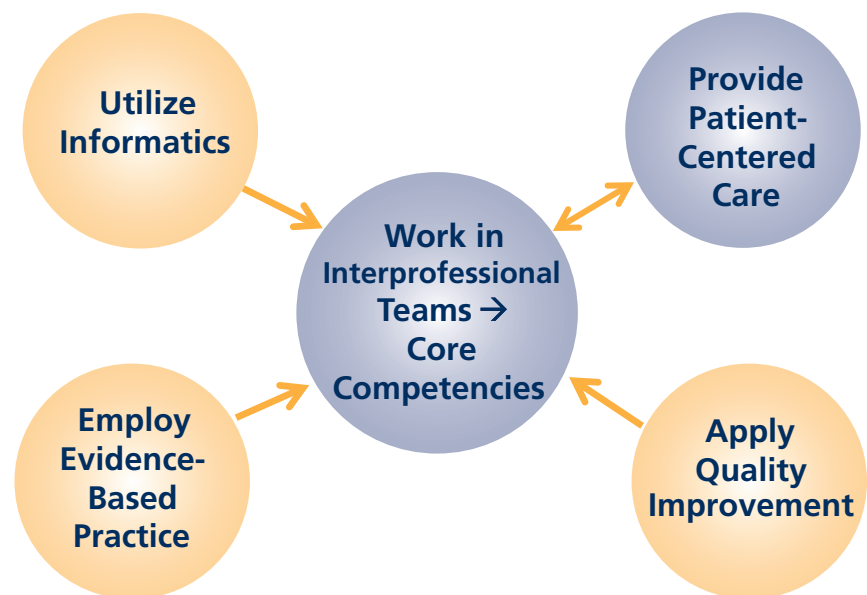 Utilize
Informatics
Provide
Patient-
Centered
Care
Work in
Interprofessional
Teams →
Core
Competencies
Employ
Evidence-
Based
Practice
Apply
Quality
Improvement